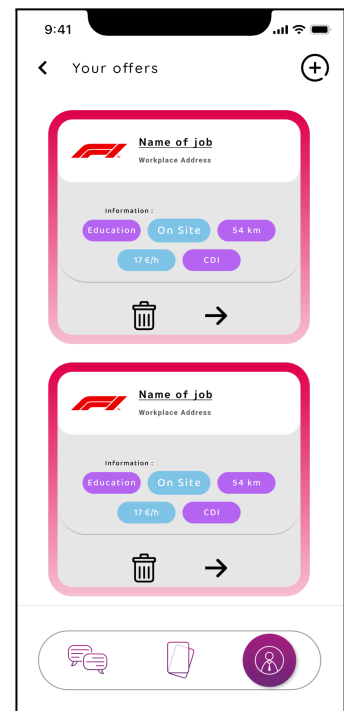 9:41
Your offers
Name of job
Workplace Address
Information :
Education On Site 54 km
17 €/h CDI
Name of job
Workplace Address
Information :
Education On Site 54 km
17 €/h CDI